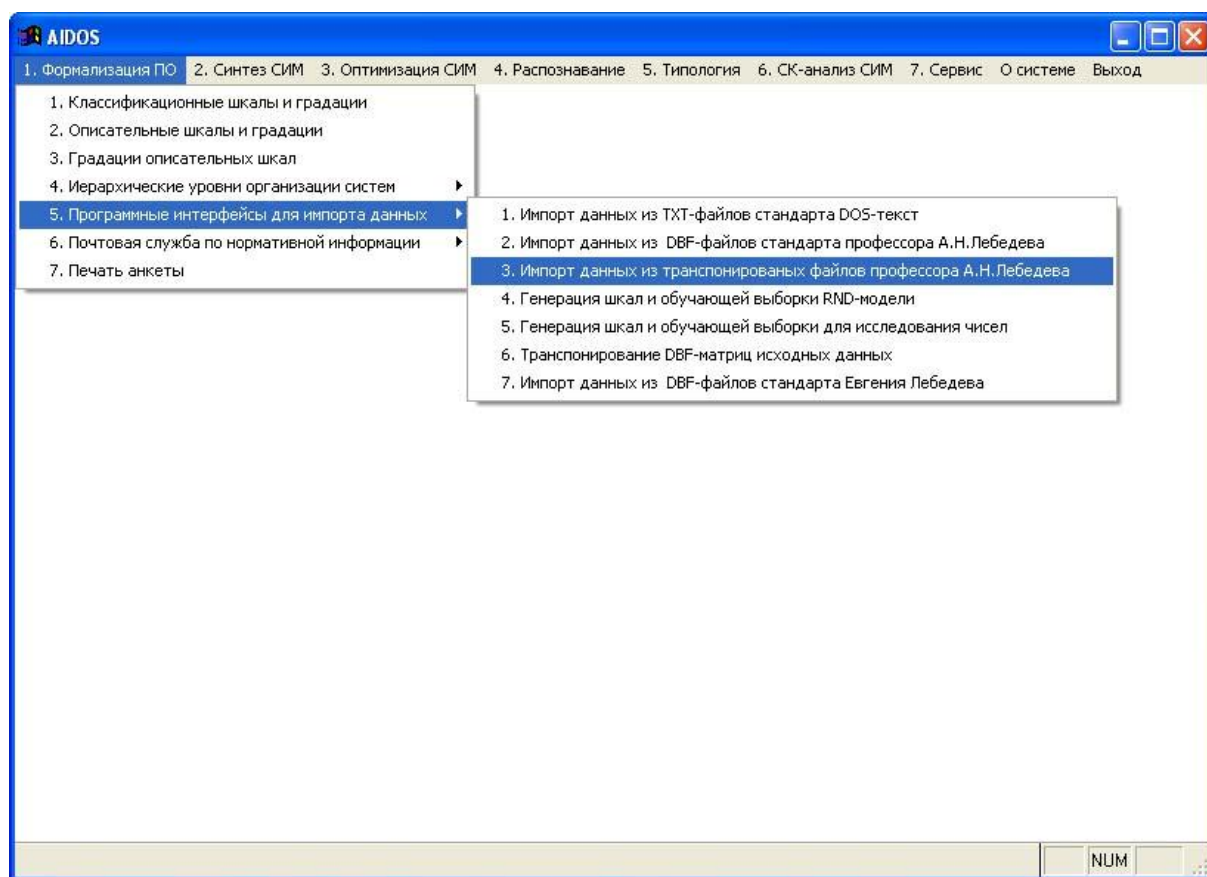 AIDOS
1. Формализация ПО 2. Синтез СИМ 3. Оптимизация СИМ 4. Распознавание 5. Типология 6. СК-анализ СИМ 7. Сервис О системе Выход
1. Классификационные шкалы и градации
2. Описательные шкалы и градации
3. Градации описательных шкал
4. Иерархические уровни организации систем
5. Программные интерфейсы для импорта данных
6. Почтовая служба по нормативной информации
7. Печать анкеты
1. Импорт данных из TXT-файлов стандарта DOS-текст
2. Импорт данных из DBF-файлов стандарта профессора А.Н.Лебедева
3. Импорт данных из транспонированых файлов профессора А.Н.Лебедева
4. Генерация шкал и обучающей выборки RND-модели
5. Генерация шкал и обучающей выборки для исследования чисел
6. Транспонирование DBF-матриц исходных данных
7. Импорт данных из DBF-файлов стандарта Евгения Лебедева
NUM